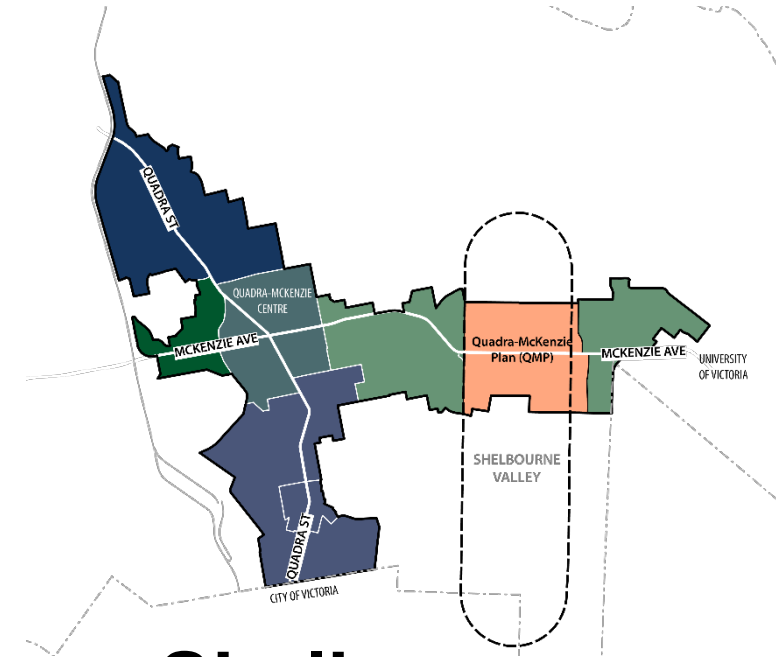 QUADRA ST
QUADRA-MCKENZIE
CENTRE
MCKENZIE AVE
Quadra-McKenzie
Plan (QMP)
MCKENZIE AVE
UNIVERSITY
OF VICTORIA
SHELBOURNE
VALLEY
QUADRA ST
CITY OF VICTORIA